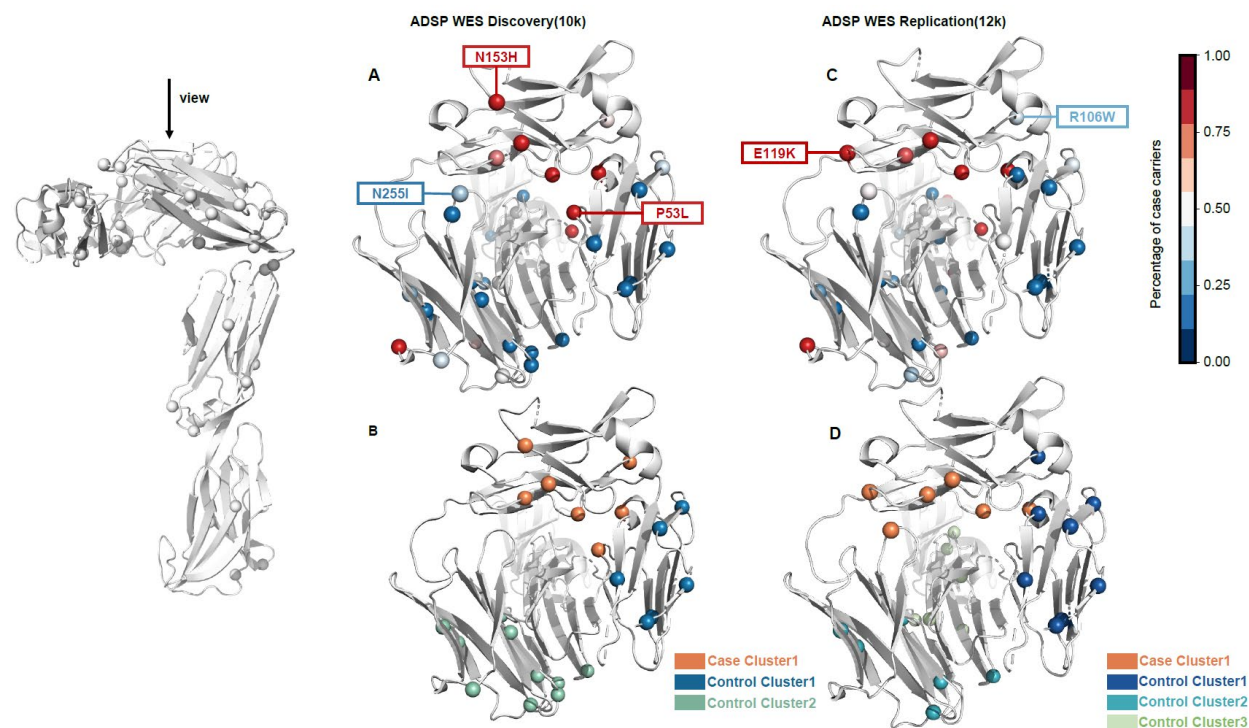 ADSP WES Discovery(10k)
ADSP WES Replication(12k)
view
A
N153H
N255I
P53L
C
R106W
E119K
1.00
0.75
0.50
0.25
0.00
Percentage of case carriers
B
Case Cluster1
Control Cluster1
Control Cluster2
D
Case Cluster1
Control Cluster1
Control Cluster2
Control Cluster3